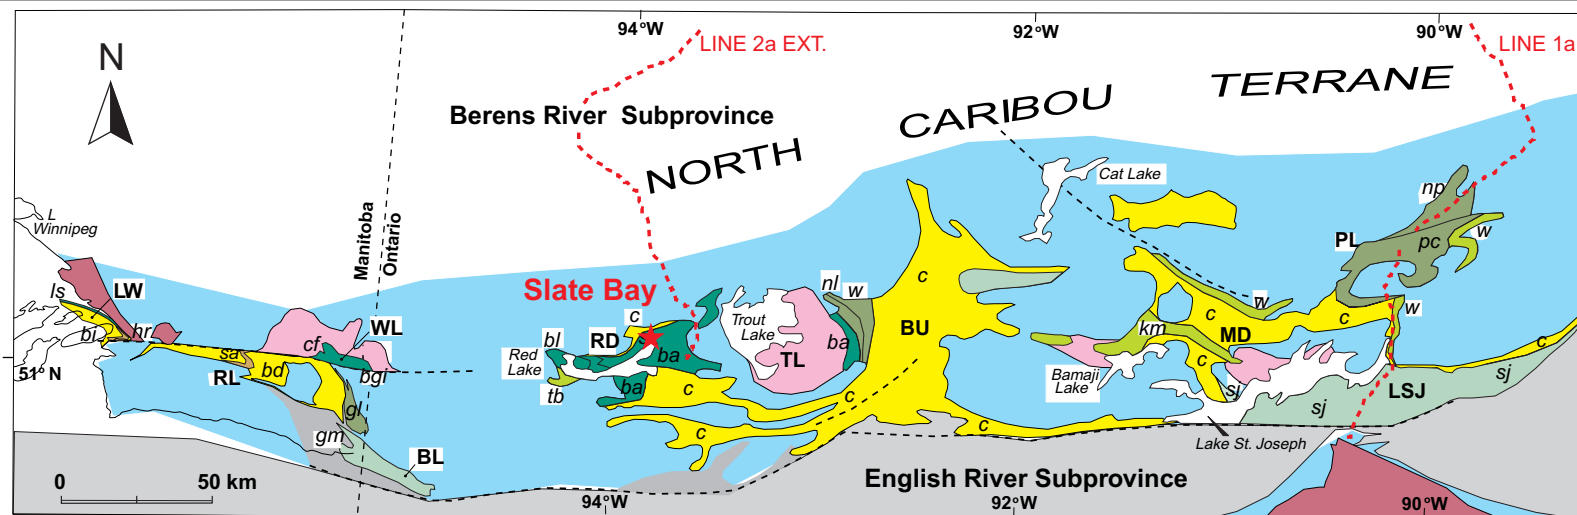 94°W
92°W
90°W
LINE 2a EXT.
LINE 1a
N
Berens River Subprovince
NORTH CARIBOU TERRANE
Cat Lake
np
L
Winnipeg
Manitoba
Ontario
PL
pc
w
ls
LW
Slate Bay
nl
w
c
c
w
w
bi
hr
WL
cf
bl
RD
Trout
Lake
BU
km
c
MD
c
c
sa
Red
Lake
ba
TL
ba
51° N
RL
bd
bgi
tb
ba
c
c
Bamaji
Lake
c
sj
LSJ
sj
gl
sj
gm
c
c
Lake St. Joseph
BL
0
50 km
English River Subprovince
94°W
92°W
90°W